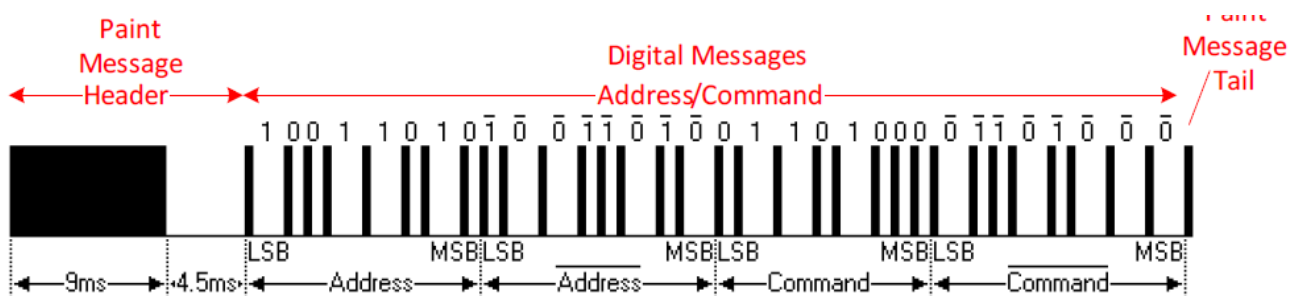 Paint
Message
Header
Digital Messages
Address/Command
Paint
Message
Tail
1 0 0 1 1 0 1 0 1̅ 0̅ 0̅ 1̅ 1̅ 0̅ 1̅ 0̅ 0 1 1 0 1 0 0 0 0̅ 1̅ 1̅ 0̅ 1̅ 0̅ 0̅ 0̅
LSB MSB LSB MSB LSB MSB LSB MSB
9ms 4.5ms Address A̅d̅d̅r̅e̅s̅s̅ Command C̅o̅m̅m̅a̅n̅d̅